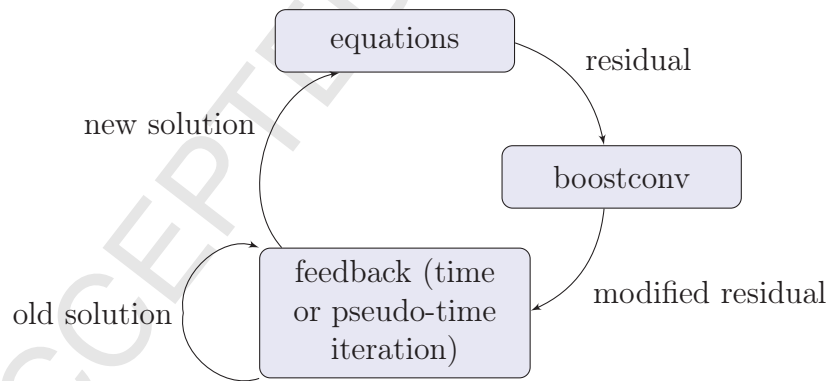 equations
residual
new solution
boostconv
feedback (time
or pseudo-time
iteration)
modified residual
old solution